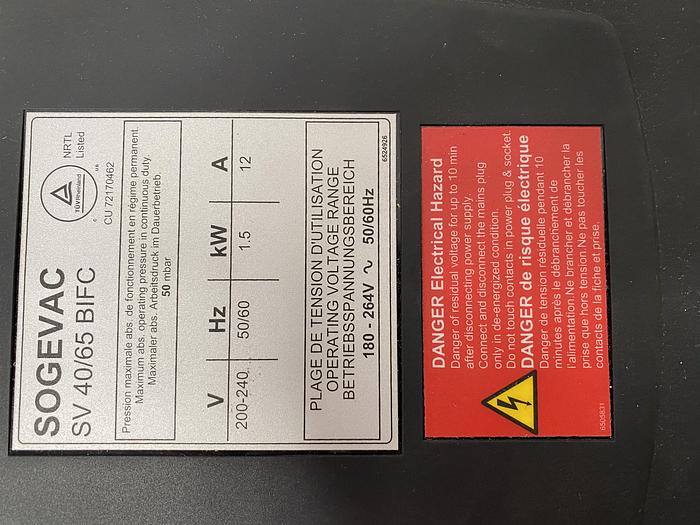 SOGEVAC
SV 40/65 BIFC
TÜVRheinland
c
us
NRTL
Listed
CU 72170462
Pression maximale abs. de fonctionnement en régime permanent.
Maximum abs. operating pressure in continuous duty.
Maximaler abs. Arbeitsdruck im Dauerbetrieb
50 mbar
V Hz kW A
200-240 50/60 1.5 12
PLAGE DE TENSION D'UTILISATION
OPERATING VOLTAGE RANGE
BETRIEBSSPANNUNGSBEREICH
180 - 264V ∿ 50/60Hz
6524926
DANGER Electrical Hazard
Danger of residual voltage for up to 10 min
after disconnecting power supply.
Connect and disconnect the mains plug
only in de-energized condition.
Do not touch contacts in power plug & socket.
DANGER de risque électrique
Danger de tension résiduelle pendant 10
minutes après le débranchement de
l'alimentation.Ne brancher et débrancher la
prise que hors tension.Ne pas toucher les
contacts de la fiche et prise.
6505831